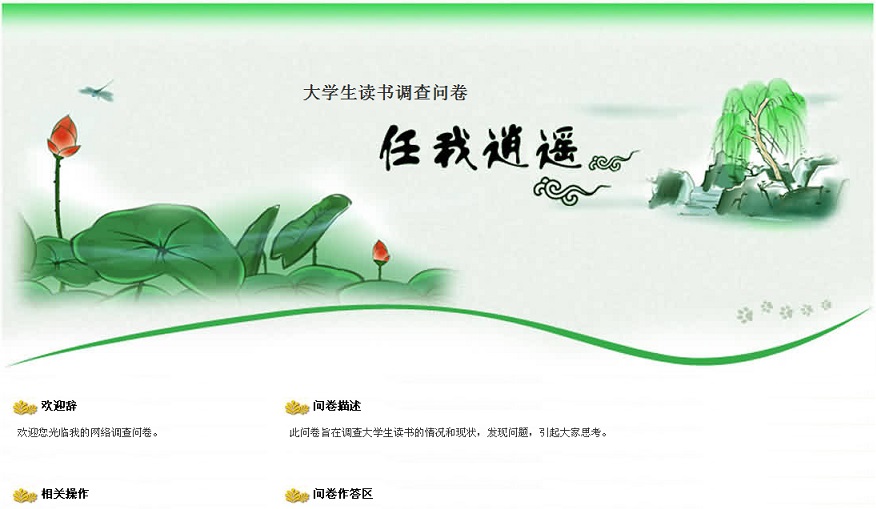 大学生读书调查问卷
任我逍遥
欢迎辞
欢迎您光临我的网络调查问卷。
问卷描述
此问卷旨在调查大学生读书的情况和现状，发现问题，引起大家思考。
相关操作
问卷作答区